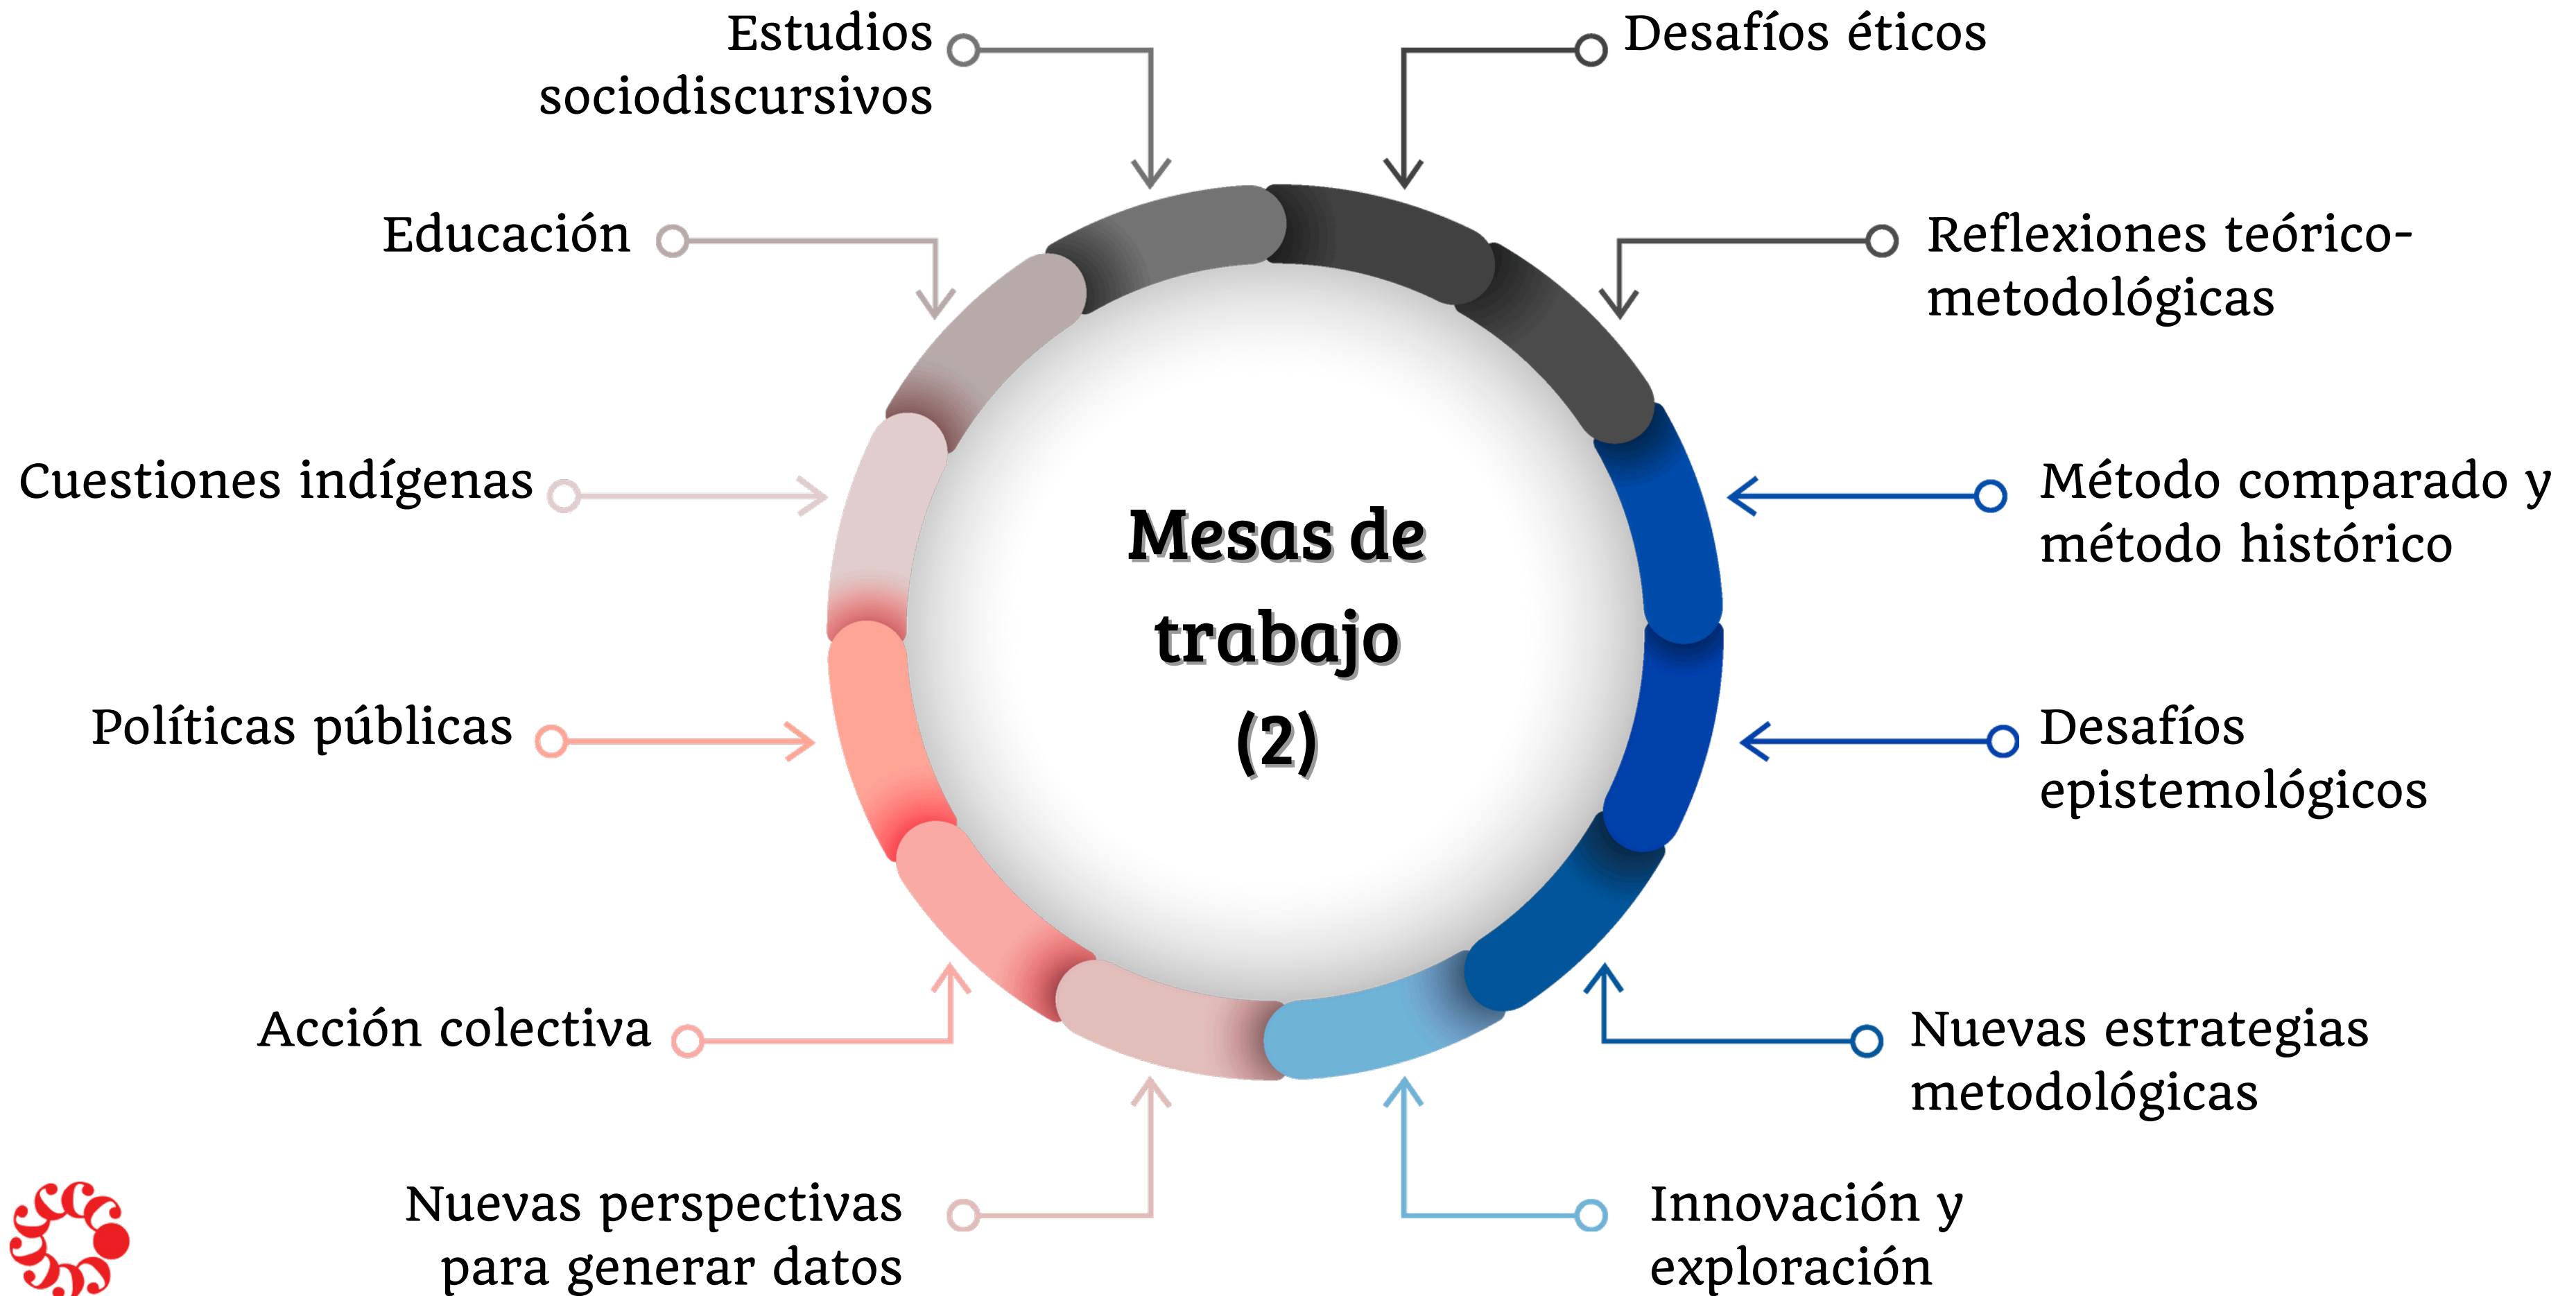 Estudios
sociodiscursivos
Desafíos éticos
Educación
Reflexiones teórico-
metodológicas
Cuestiones indígenas
Método comparado y
método histórico
Mesas de
trabajo
(2)
Políticas públicas
Desafíos
epistemológicos
Acción colectiva
Nuevas estrategias
metodológicas
Nuevas perspectivas
para generar datos
Innovación y
exploración